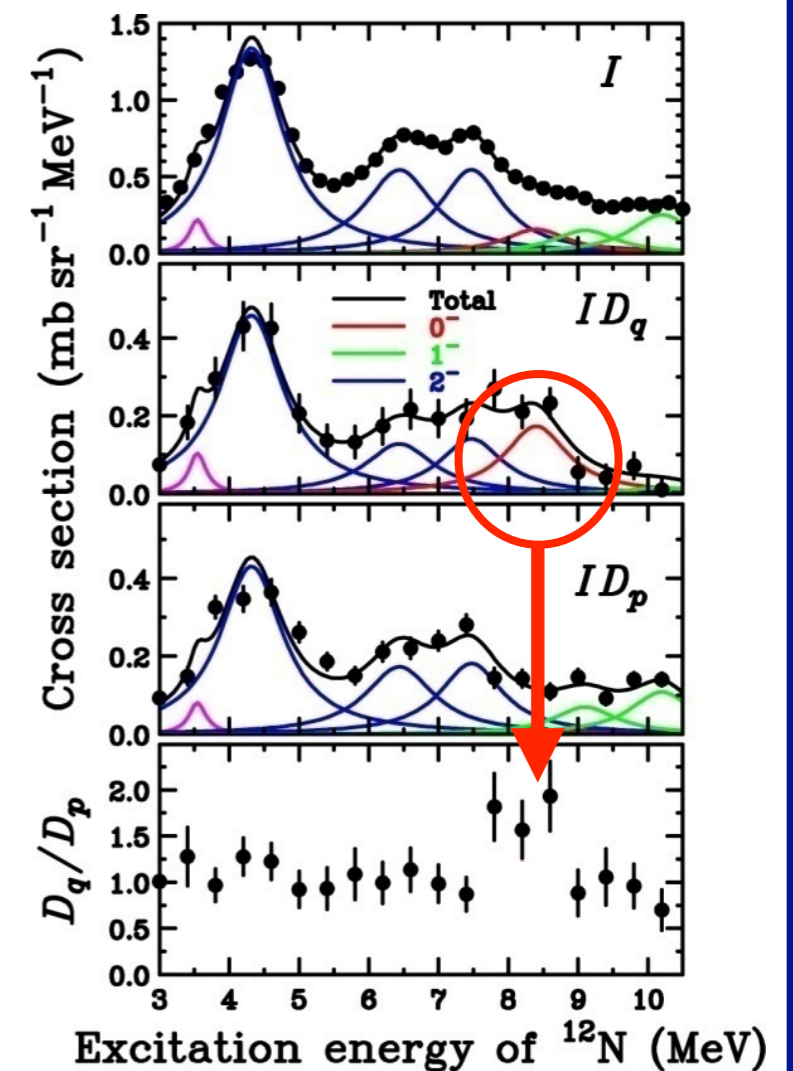 Cross section (mb sr⁻¹ MeV⁻¹)
1.5
1.0
0.5
0.0
I
0.4
0.2
0.0
Total
0⁻
1⁻
2⁻
ID_q
0.4
0.2
0.0
ID_p
D_q/D_p
2.0
1.5
1.0
0.5
0.0
3 4 5 6 7 8 9 10
Excitation energy of ¹²N (MeV)